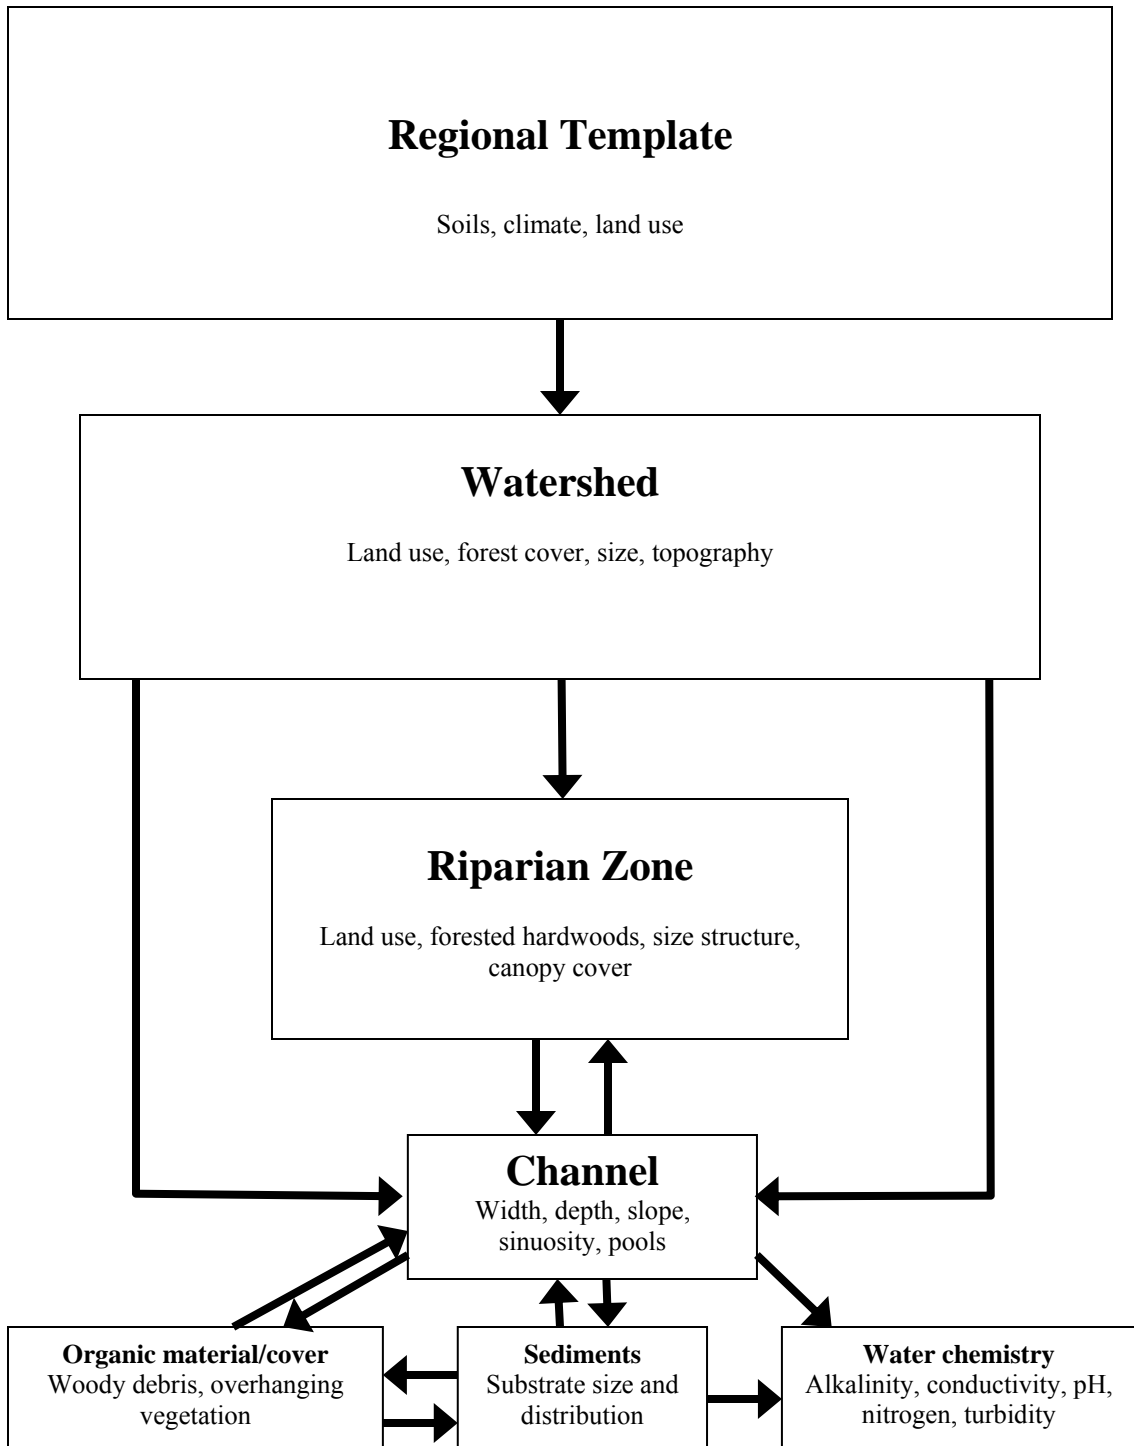 Regional Template
Soils, climate, land use
Watershed
Land use, forest cover, size, topography
Riparian Zone
Land use, forested hardwoods, size structure,
canopy cover
Channel
Width, depth, slope,
sinuosity, pools
Organic material/cover
Woody debris, overhanging
vegetation
Sediments
Substrate size and
distribution
Water chemistry
Alkalinity, conductivity, pH,
nitrogen, turbidity